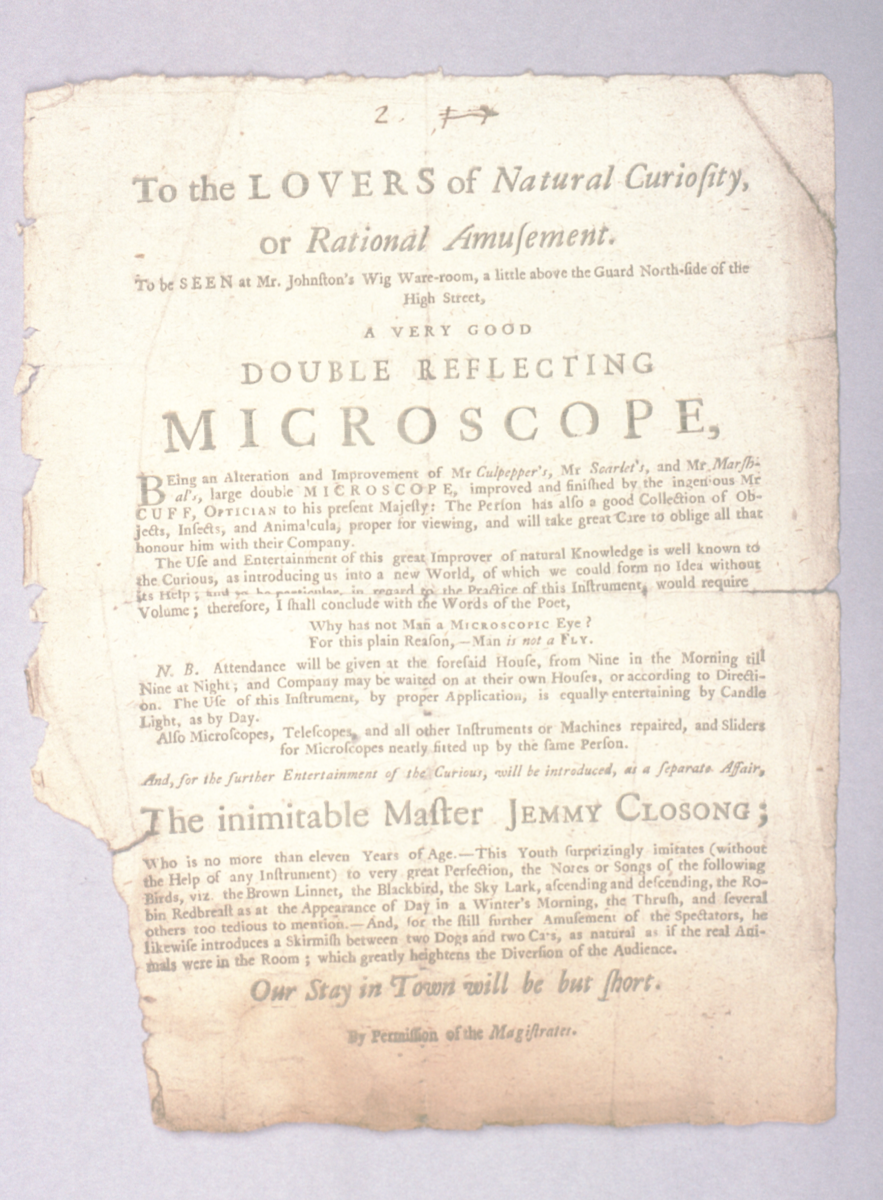 2.
To the LOVERS of Natural Curioſity,
or Rational Amuſement.
To be SEEN at Mr. Johnſton's Wig Ware-room, a little above the Guard North-ſide of the
High Street,
A VERY GOOD
DOUBLE REFLECTING
MICROSCOPE,
BEing an Alteration and Improvement of Mr Culpepper's, Mr Scarlet's, and Mr Marſh-
al's, large double MICROSCOPE, improved and finiſhed by the ingenious Mr
CUFF, OPTICIAN to his preſent Majeſty: The Perſon has alſo a good Collection of Ob-
jects, Inſects, and Animalcula, proper for viewing, and will take great Care to oblige all that
honour him with their Company.
The Uſe and Entertainment of this great Improver of natural Knowledge is well known to
the Curious, as introducing us into a new World, of which we could form no Idea without
its Help; and to be particular, in regard to the Practice of this Inſtrument, would require
Volume; therefore, I ſhall conclude with the Words of the Poet,
Why has not Man a MICROSCOPIC Eye?
For this plain Reaſon,—Man is not a FLY.
N. B. Attendance will be given at the foreſaid Houſe, from Nine in the Morning till
Nine at Night; and Company may be waited on at their own Houſes, or according to Directi-
on. The Uſe of this Inſtrument, by proper Application, is equally entertaining by Candle
Light, as by Day.
Alſo Microſcopes, Teleſcopes, and all other Inſtruments or Machines repaired, and Sliders
for Microſcopes neatly fitted up by the ſame Perſon.
And, for the further Entertainment of the Curious, will be introduced, as a ſeparate Affair,
The inimitable Maſter JEMMY CLOSONG;
Who is no more than eleven Years of Age.—This Youth ſurprizingly imitates (without
the Help of any Inſtrument) to very great Perfection, the Notes or Songs of the following
Birds, viz. the Brown Linnet, the Blackbird, the Sky Lark, aſcending and deſcending, the Ro-
bin Redbreaſt as at the Appearance of Day in a Winter's Morning, the Thruſh, and ſeveral
others too tedious to mention.—And, for the ſtill further Amuſement of the Spectators, he
likewiſe introduces a Skirmiſh between two Dogs and two Cats, as natural as if the real Ani-
mals were in the Room; which greatly heightens the Diverſion of the Audience.
Our Stay in Town will be but ſhort.
By Permiſſion of the Magiſtrates.